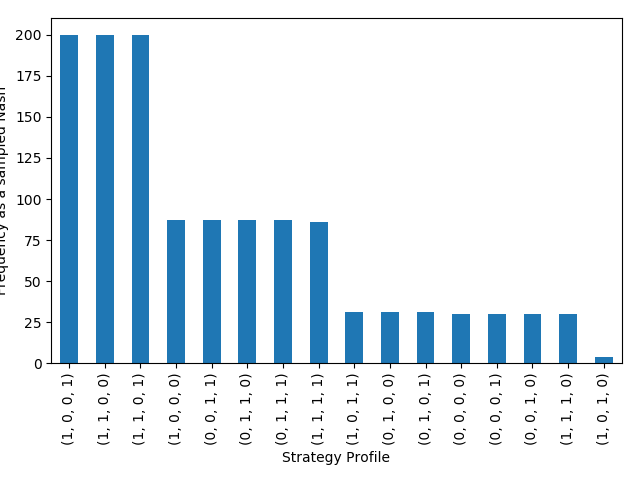 200
175
150
125
100
75
50
25
0
Frequency as a sampled Nash
(1, 0, 0, 1)
(1, 1, 0, 0)
(1, 1, 0, 1)
(1, 0, 0, 0)
(0, 0, 1, 1)
(0, 1, 1, 0)
(0, 1, 1, 1)
(1, 1, 1, 1)
(1, 0, 1, 1)
(0, 1, 0, 0)
(0, 1, 0, 1)
(0, 0, 0, 0)
(0, 0, 0, 1)
(0, 0, 1, 0)
(1, 1, 1, 0)
(1, 0, 1, 0)
Strategy Profile